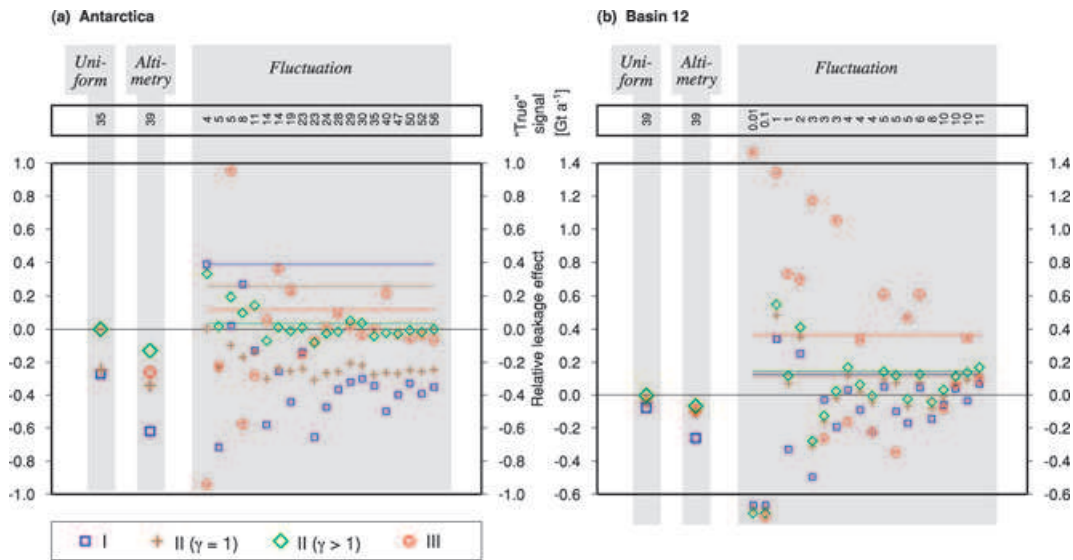 (a) Antarctica
(b) Basin 12
Uni-
form
Alti-
metry
Fluctuation
Uni-
form
Alti-
metry
Fluctuation
35
39
4 5 5 8 11 14 14 19 23 23 24 28 29 30 35 40 47 50 52 56
"True"
signal
[Gt a⁻¹]
39
39
0.01 0.1 1 1 2 3 3 3 4 4 5 5 5 6 8 10 10 10 11
1.0
0.8
0.6
0.4
0.2
0.0
-0.2
-0.4
-0.6
-0.8
-1.0
1.0
0.8
0.6
0.4
0.2
0.0
-0.2
-0.4
-0.6
-0.8
-1.0
Relative leakage effect
1.4
1.2
1.0
0.8
0.6
0.4
0.2
0.0
-0.2
-0.4
-0.6
1.4
1.2
1.0
0.8
0.6
0.4
0.2
0.0
-0.2
-0.4
-0.6
I II (γ = 1) II (γ > 1) III